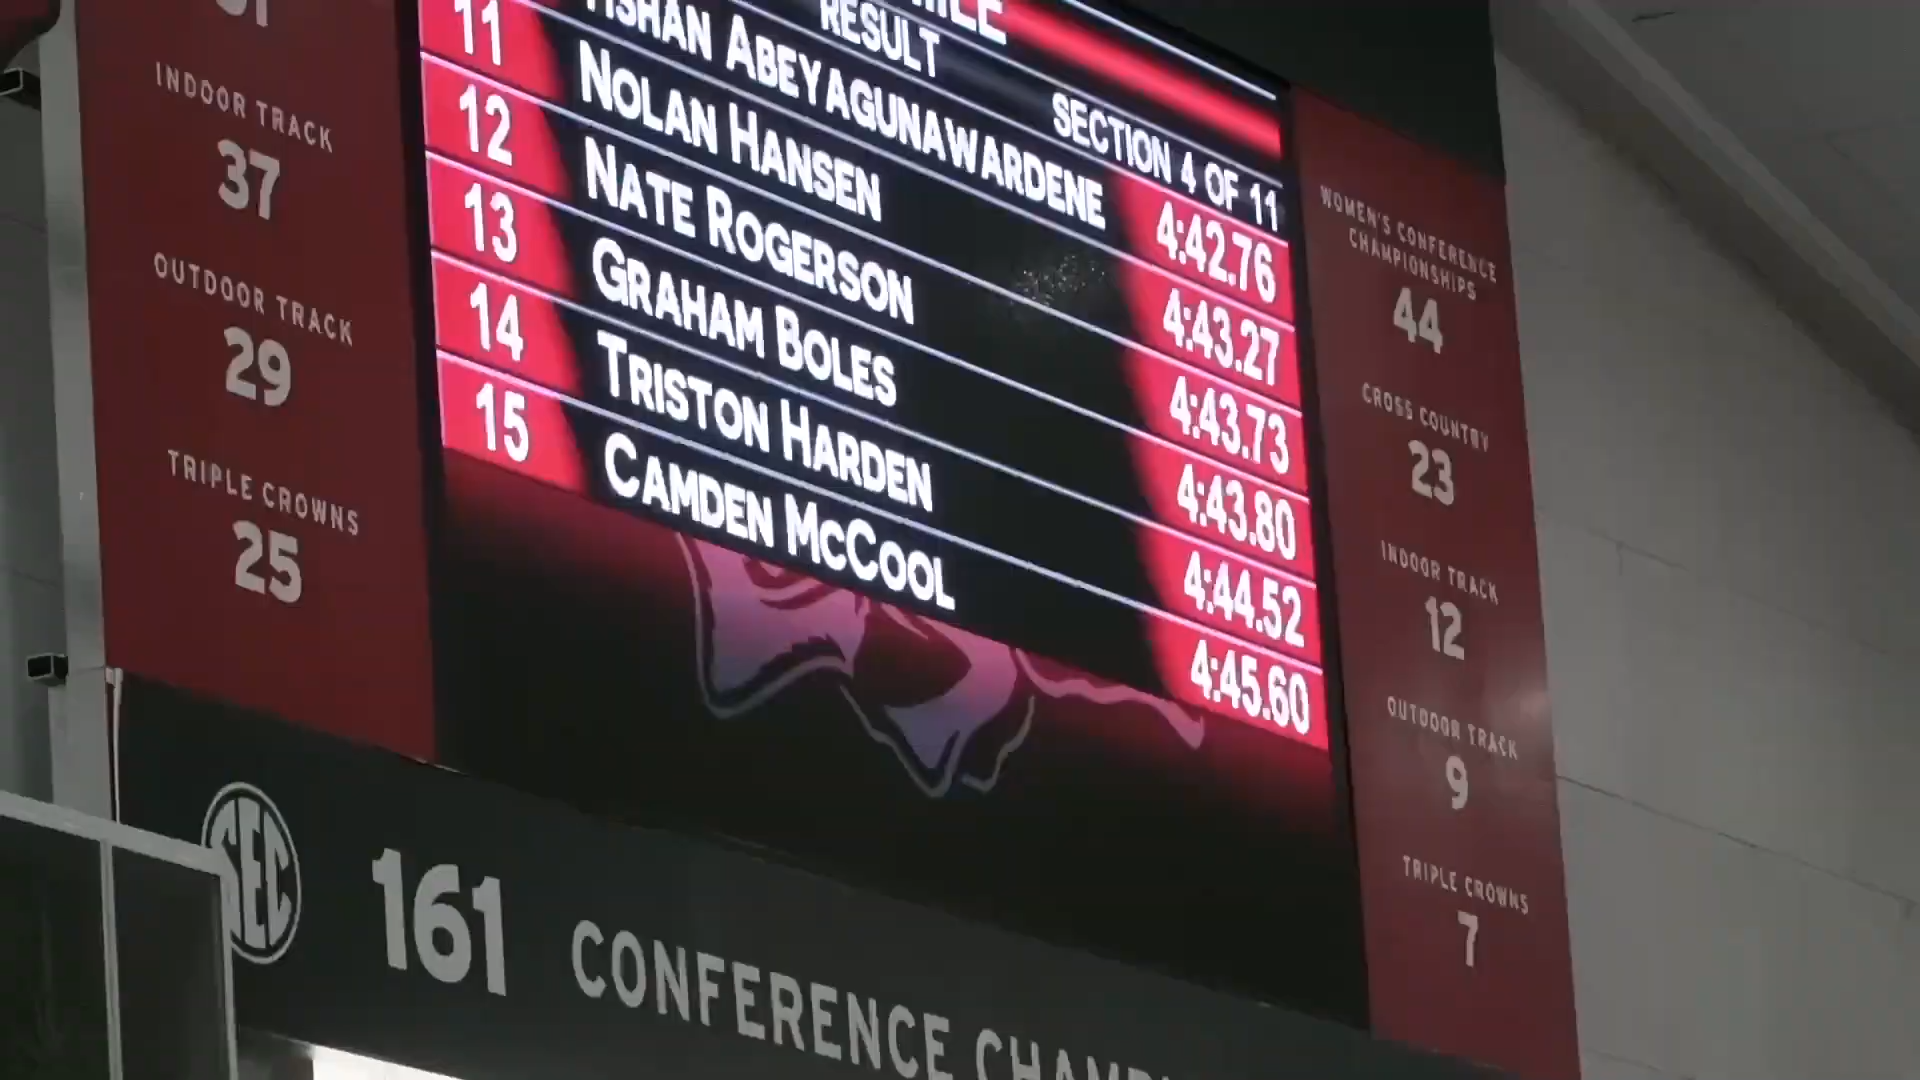 INDOOR TRACK
37
OUTDOOR TRACK
29
TRIPLE CROWNS
25
RESULT
SECTION 4 OF 11
ABEYAGUNAWARDENE 4:42.76
11 NOLAN HANSEN 4:43.27
12 NATE ROGERSON 4:43.73
13 GRAHAM BOLES 4:43.80
14 TRISTON HARDEN 4:44.52
15 CAMDEN MCCOOL 4:45.60
WOMEN'S CONFERENCE
CHAMPIONSHIPS
44
CROSS COUNTRY
23
INDOOR TRACK
12
OUTDOOR TRACK
9
TRIPLE CROWNS
7
SEC 161 CONFERENCE CHAMP